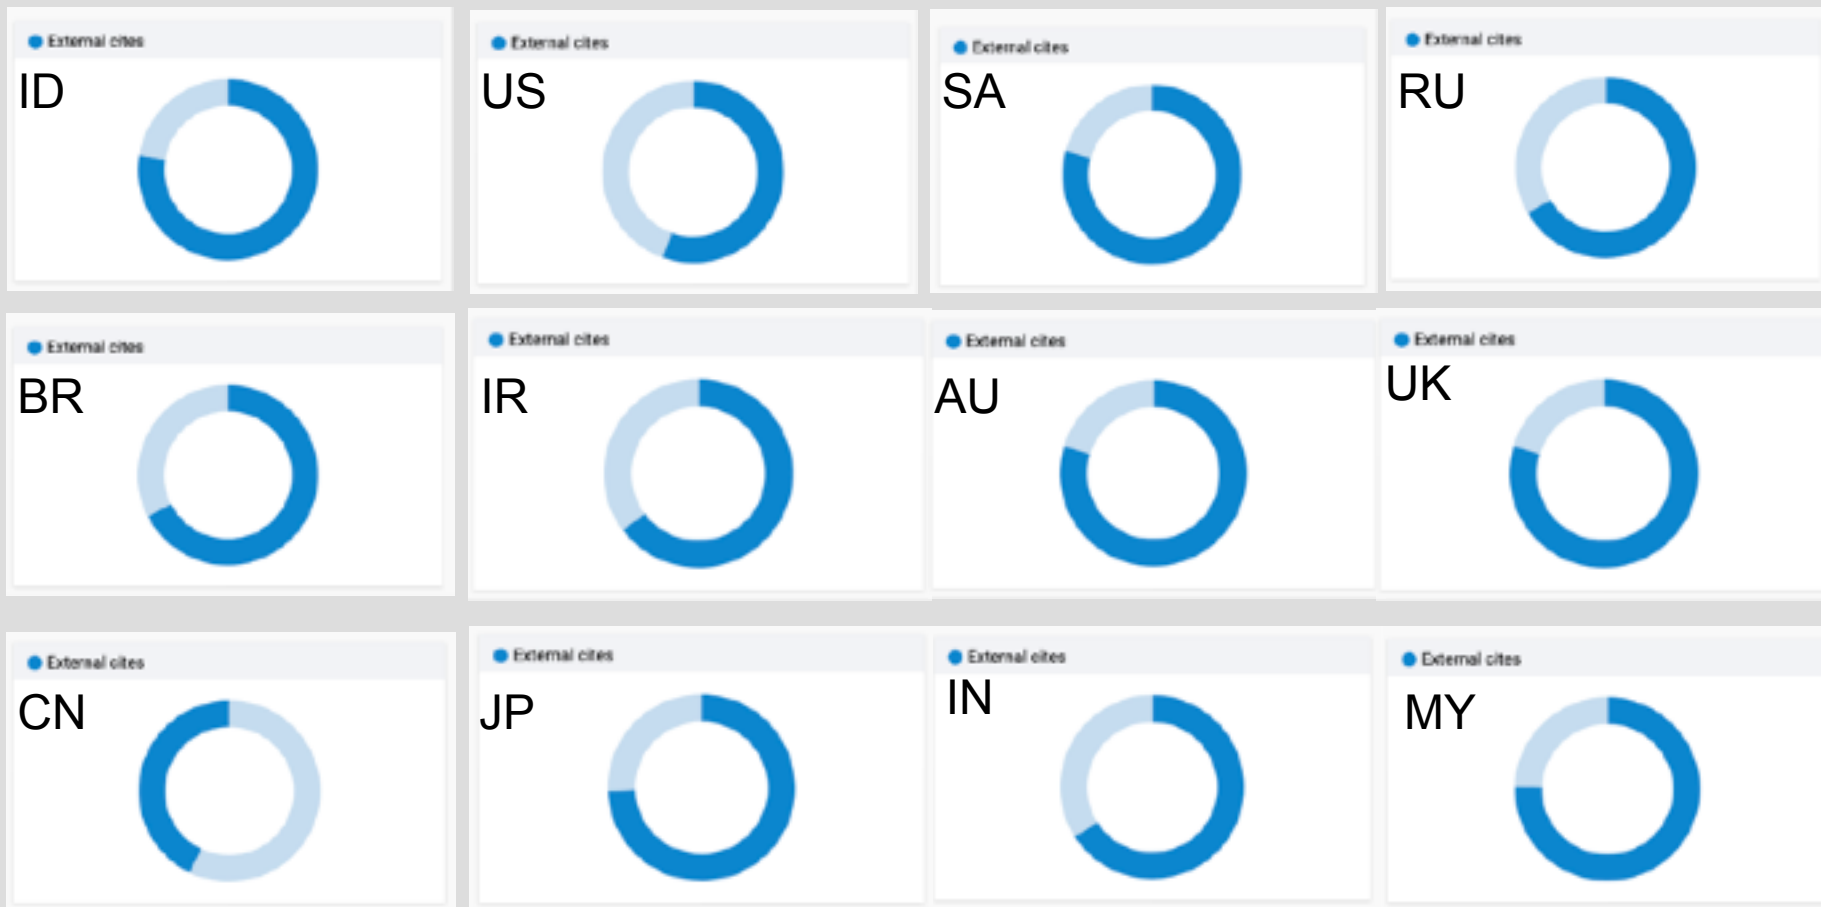 External cites
ID
External cites
US
External cites
SA
External cites
RU
External cites
BR
External cites
IR
External cites
AU
External cites
UK
External cites
CN
External cites
JP
External cites
IN
External cites
MY